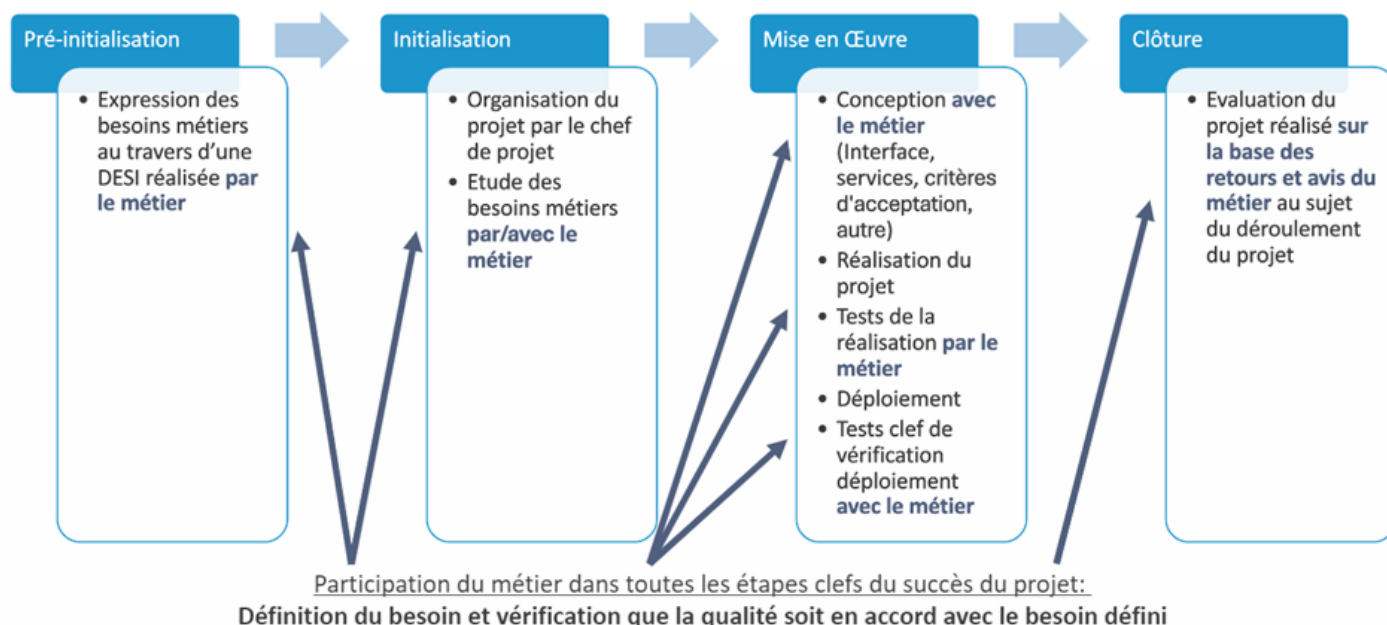 Pré-initialisation
• Expression des
besoins métiers
au travers d'une
DESI réalisée par
le métier
Initialisation
• Organisation du
projet par le chef
de projet
• Etude des
besoins métiers
par/avec le
métier
Mise en Œuvre
• Conception avec
le métier
(Interface,
services, critères
d'acceptation,
autre)
• Réalisation du
projet
• Tests de la
réalisation par le
métier
• Déploiement
• Tests clef de
vérification
déploiement
avec le métier
Clôture
• Evaluation du
projet réalisé sur
la base des
retours et avis du
métier au sujet
du déroulement
du projet
Participation du métier dans toutes les étapes clefs du succès du projet:
Définition du besoin et vérification que la qualité soit en accord avec le besoin défini